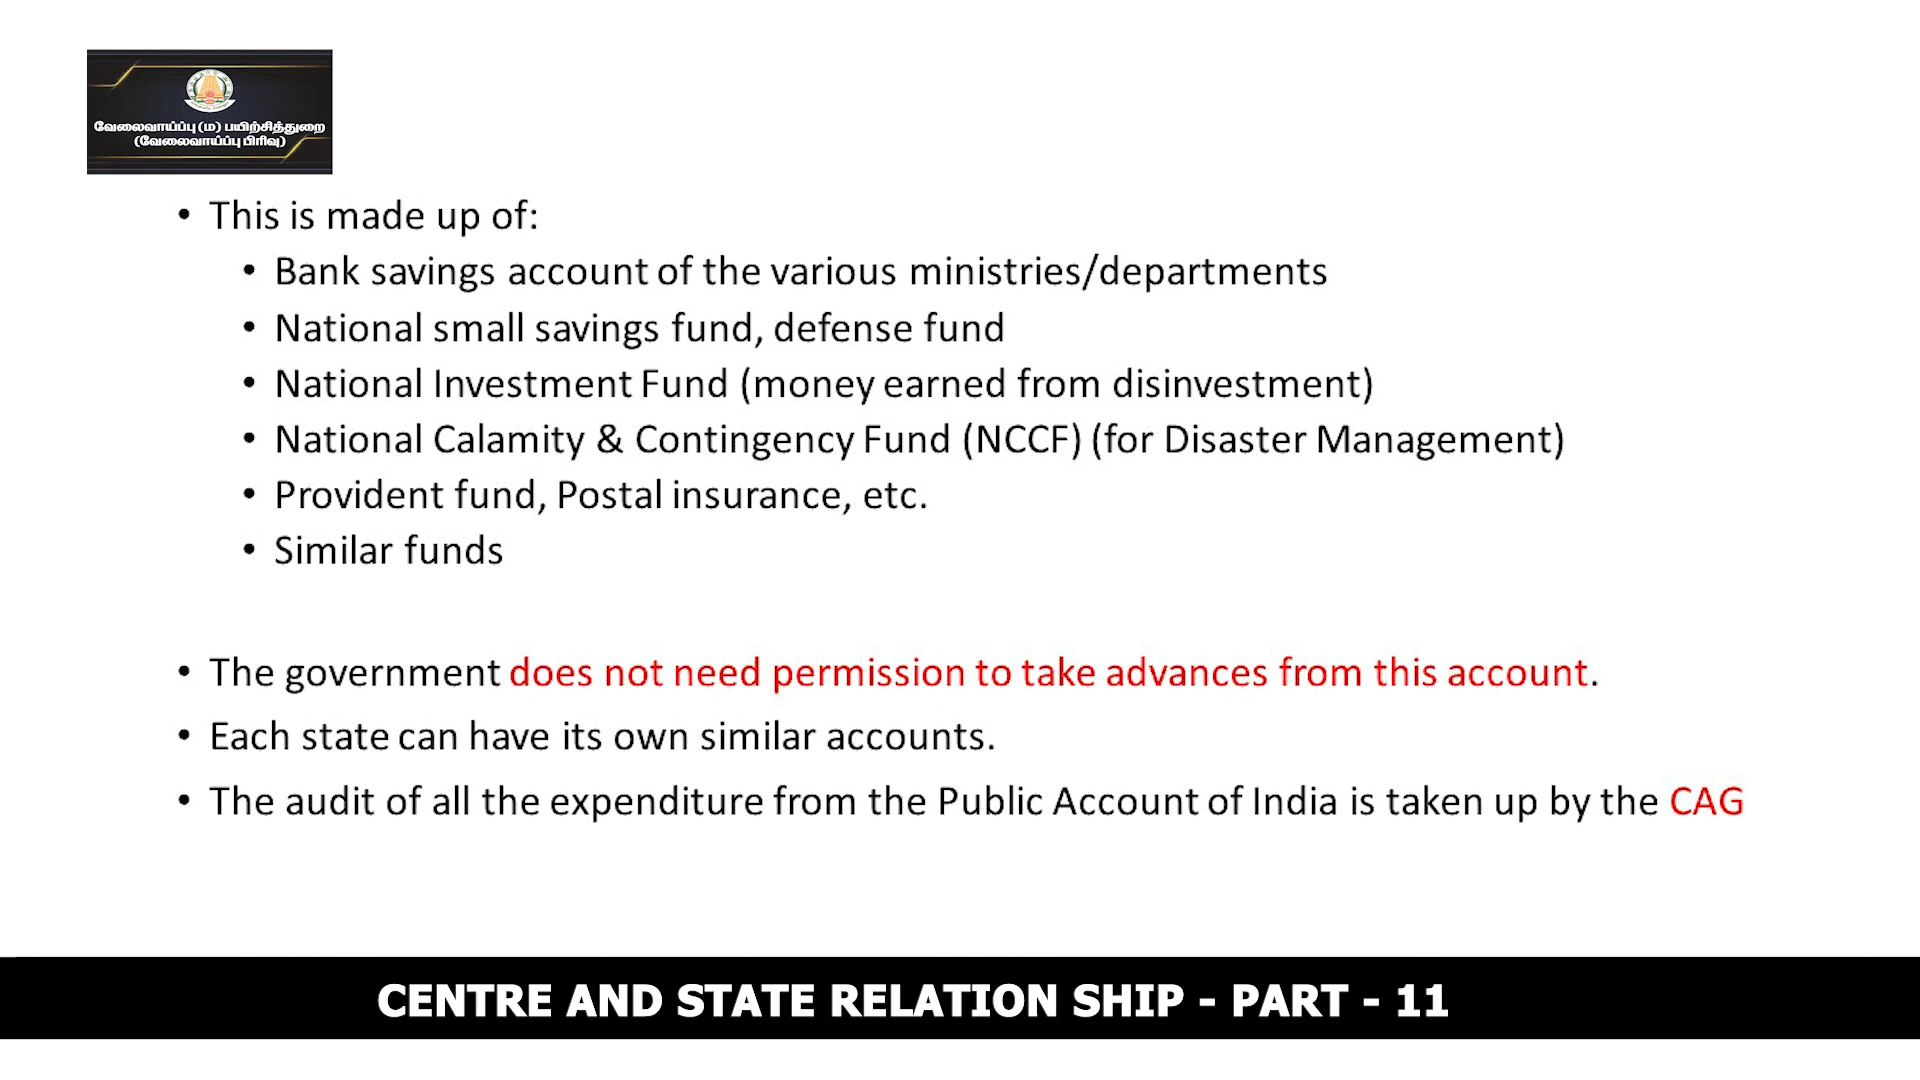 வேலைவாய்ப்பு (ம) பயிற்சித்துறை
(வேலைவாய்ப்பு பிரிவு)
• This is made up of:
• Bank savings account of the various ministries/departments
• National small savings fund, defense fund
• National Investment Fund (money earned from disinvestment)
• National Calamity & Contingency Fund (NCCF) (for Disaster Management)
• Provident fund, Postal insurance, etc.
• Similar funds
• The government does not need permission to take advances from this account.
• Each state can have its own similar accounts.
• The audit of all the expenditure from the Public Account of India is taken up by the CAG
CENTRE AND STATE RELATION SHIP - PART - 11